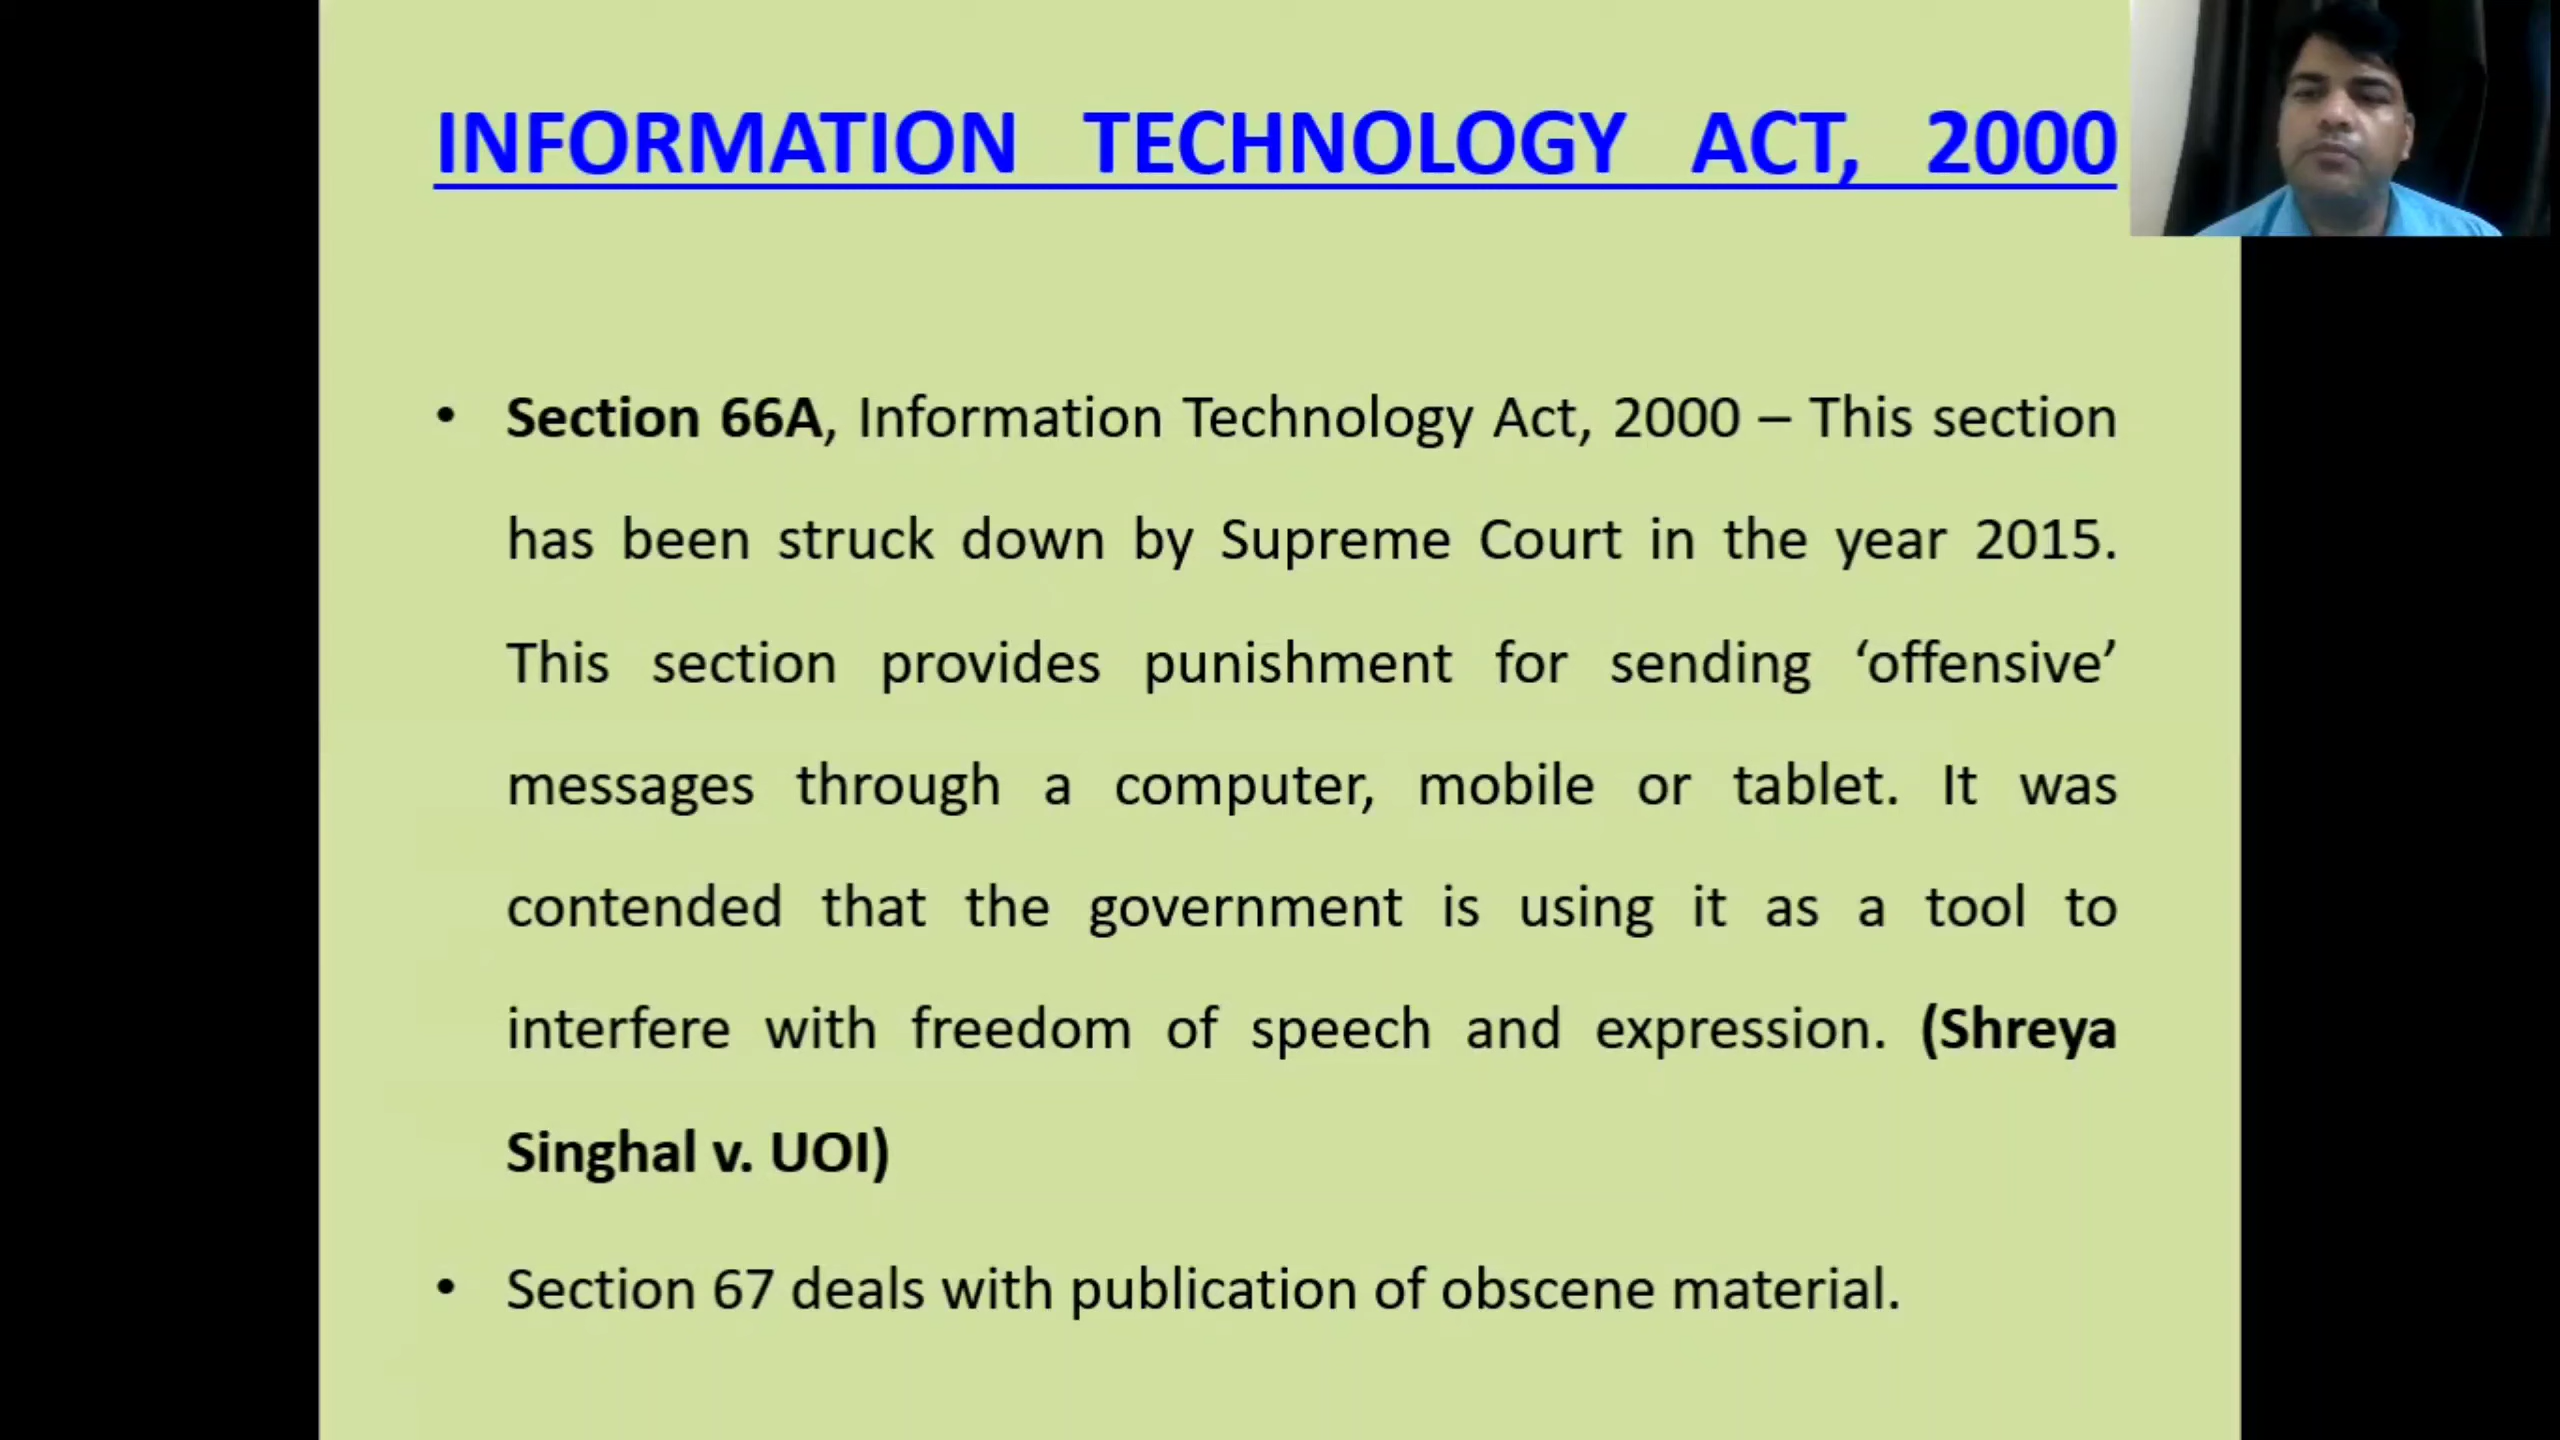 INFORMATION TECHNOLOGY ACT, 2000
• Section 66A, Information Technology Act, 2000 – This section
has been struck down by Supreme Court in the year 2015.
This section provides punishment for sending ‘offensive’
messages through a computer, mobile or tablet. It was
contended that the government is using it as a tool to
interfere with freedom of speech and expression. (Shreya
Singhal v. UOI)
• Section 67 deals with publication of obscene material.